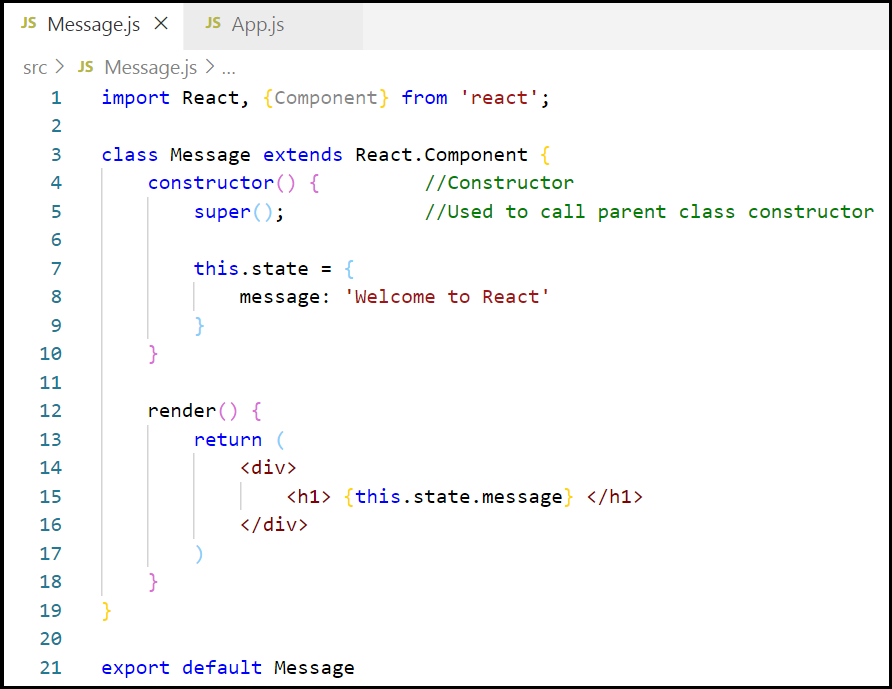 JS Message.js × JS App.js
src > JS Message.js > ...
1 import React, {Component} from 'react';
2
3 class Message extends React.Component {
4 constructor() { //Constructor
5 super(); //Used to call parent class constructor
6
7 this.state = {
8 message: 'Welcome to React'
9 }
10 }
11
12 render() {
13 return (
14 <div>
15 <h1> {this.state.message} </h1>
16 </div>
17 )
18 }
19 }
20
21 export default Message